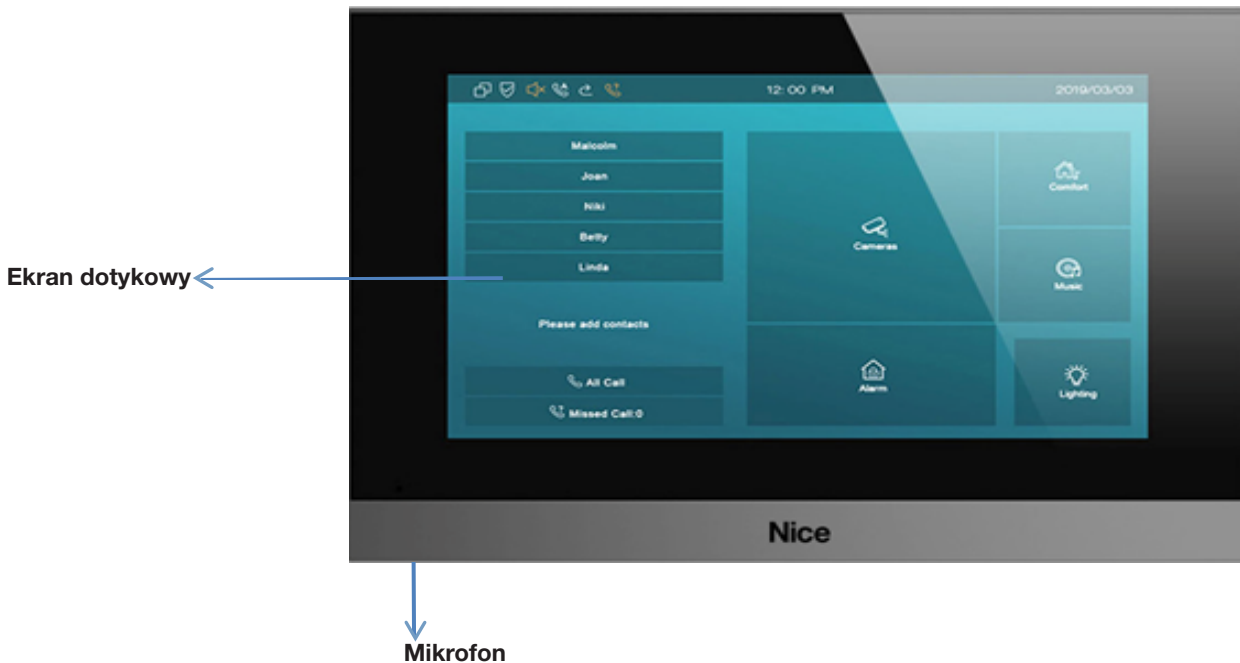 12:00 PM
2019/03/03
Malcolm
Joan
Niki
Betty
Linda
Please add contacts
All Call
Missed Call:0
Cameras
Alarm
Comfort
Music
Lighting
Ekran dotykowy
Nice
Mikrofon